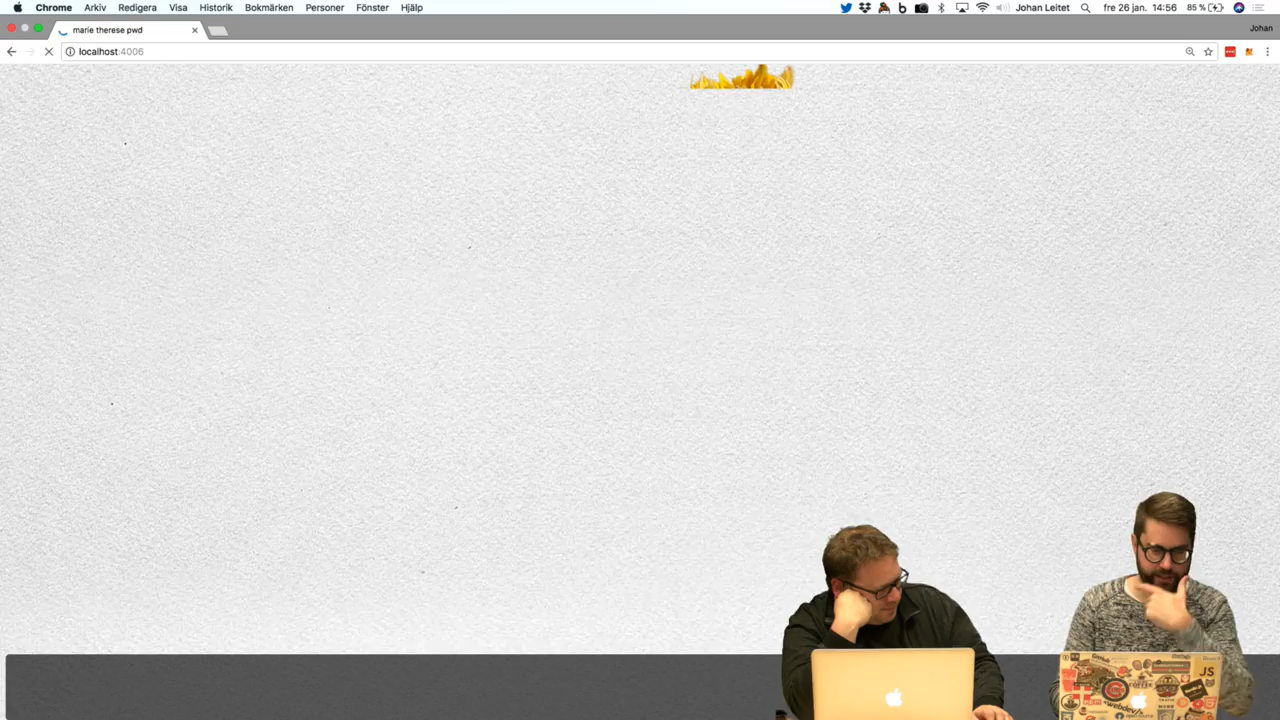 Chrome Arkiv Redigera Visa Historik Bokmärken Personer Fönster Hjälp Johan Leitet fre 26 jan. 14:56 85 %
marie therese pwd Johan
localhost:4006
JS